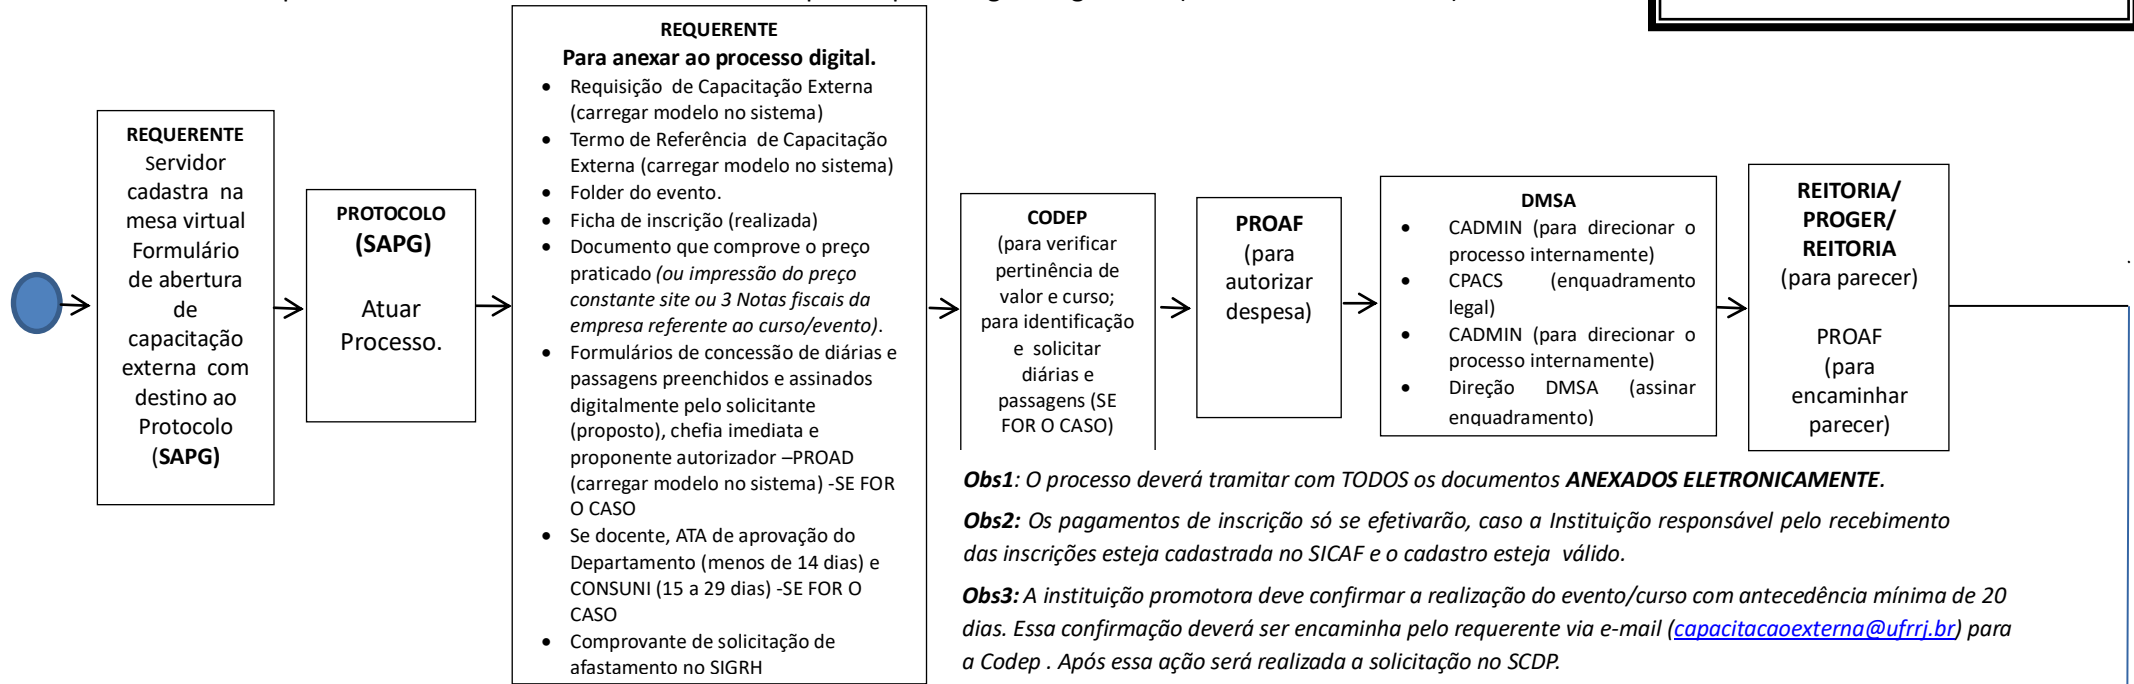 REQUERENTE
Servidor
cadastra na
mesa virtual
Formulário
de abertura
de
capacitação
externa com
destino ao
Protocolo
(SAPG)
PROTOCOLO
(SAPG)
Atuar
Processo.
REQUERENTE
Para anexar ao processo digital.
• Requisição de Capacitação Externa
(carregar modelo no sistema)
• Termo de Referência de Capacitação
Externa (carregar modelo no sistema)
• Folder do evento.
• Ficha de inscrição (realizada)
• Documento que comprove o preço
praticado (ou impressão do preço
constante site ou 3 Notas fiscais da
empresa referente ao curso/evento).
• Formulários de concessão de diárias e
passagens preenchidos e assinados
digitalmente pelo solicitante
(proposto), chefia imediata e
proponente autorizador –PROAD
(carregar modelo no sistema) -SE FOR
O CASO
• Se docente, ATA de aprovação do
Departamento (menos de 14 dias) e
CONSUNI (15 a 29 dias) -SE FOR O
CASO
• Comprovante de solicitação de
afastamento no SIGRH
CODEP
(para verificar
pertinência de
valor e curso;
para identificação
e solicitar
diárias e
passagens (SE
FOR O CASO)
PROAF
(para
autorizar
despesa)
DMSA
• CADMIN (para direcionar o
processo internamente)
• CPACS (enquadramento
legal)
• CADMIN (para direcionar o
processo internamente)
• Direção DMSA (assinar
enquadramento)
REITORIA/
PROGER/
REITORIA
(para parecer)
PROAF
(para
encaminhar
parecer)
.
Obs1: O processo deverá tramitar com TODOS os documentos ANEXADOS ELETRONICAMENTE.
Obs2: Os pagamentos de inscrição só se efetivarão, caso a Instituição responsável pelo recebimento
das inscrições esteja cadastrada no SICAF e o cadastro esteja válido.
Obs3: A instituição promotora deve confirmar a realização do evento/curso com antecedência mínima de 20
dias. Essa confirmação deverá ser encaminha pelo requerente via e-mail (capacitacaoexterna@ufrrj.br) para
a Codep . Após essa ação será realizada a solicitação no SCDP.